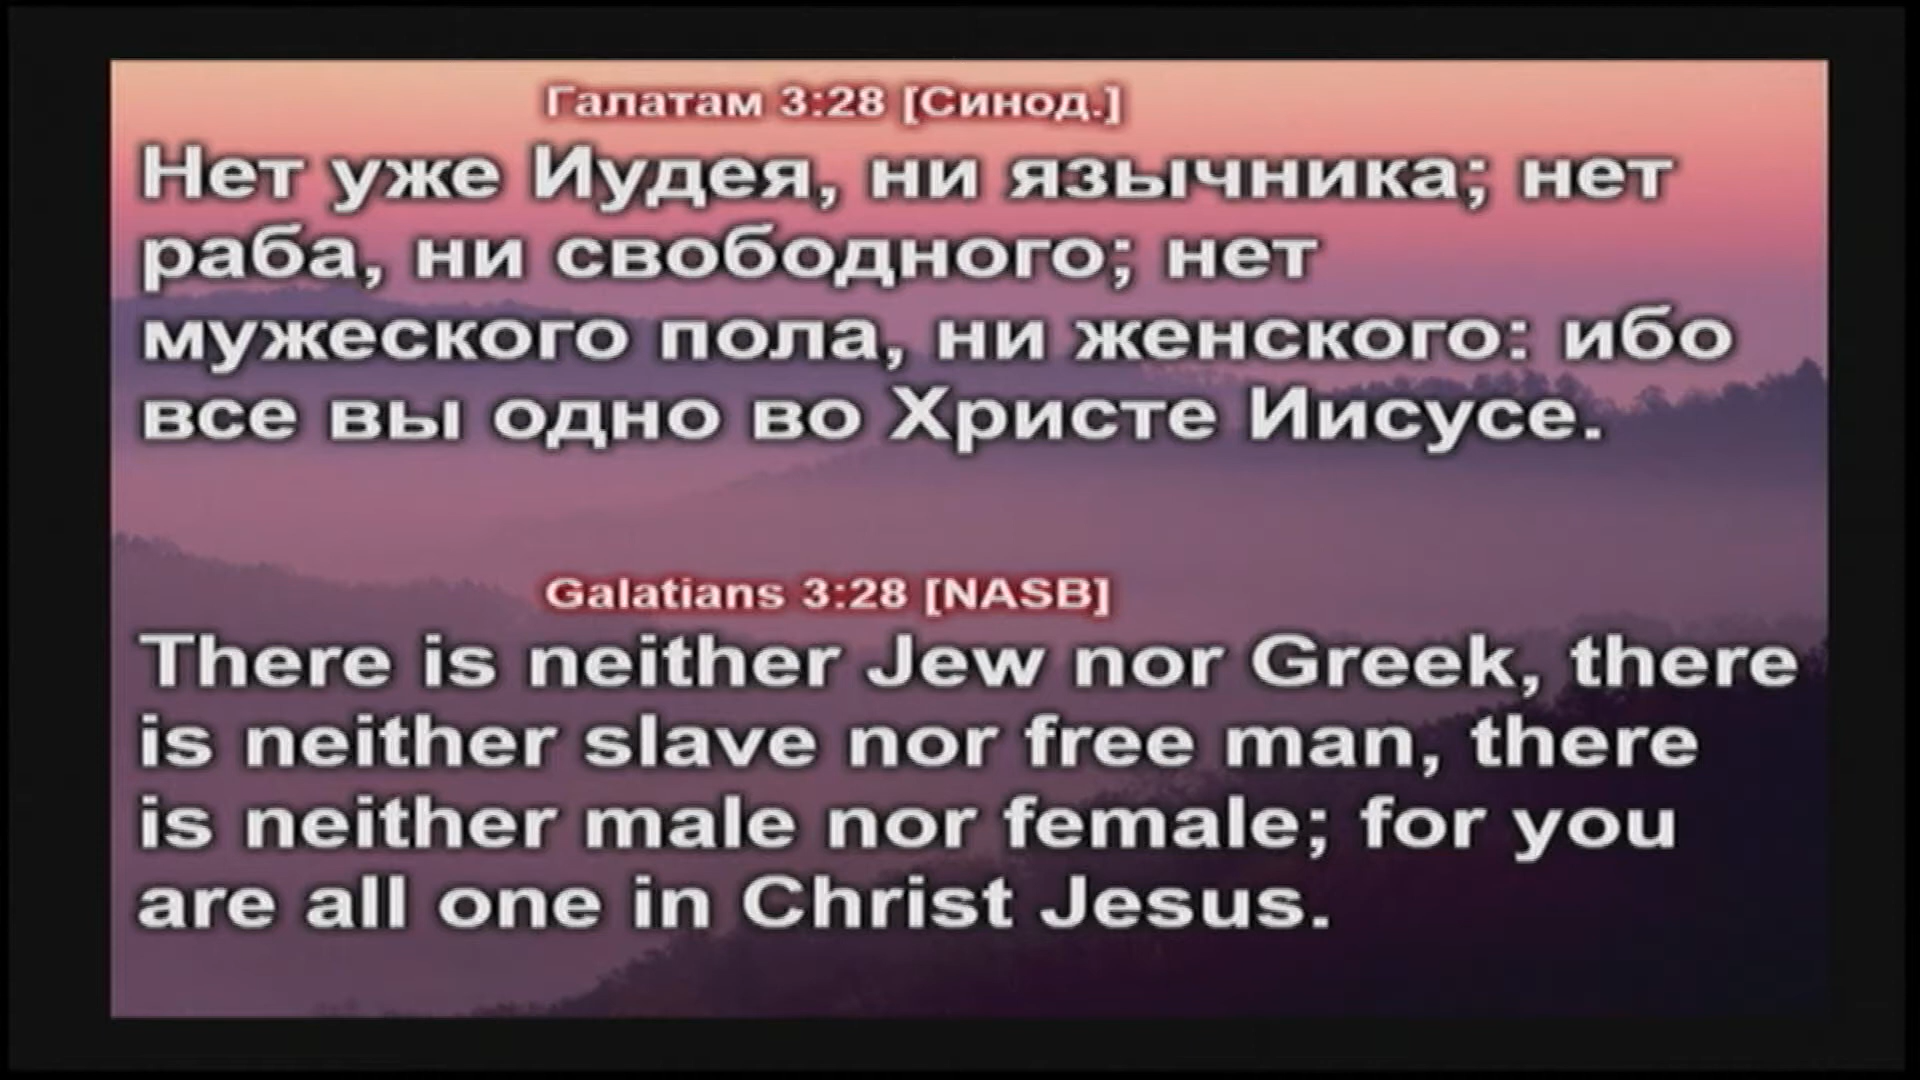 Галатам 3:28 [Синод.]
Нет уже Иудея, ни язычника; нет
раба, ни свободного; нет
мужеского пола, ни женского: ибо
все вы одно во Христе Иисусе.
Galatians 3:28 [NASB]
There is neither Jew nor Greek, there
is neither slave nor free man, there
is neither male nor female; for you
are all one in Christ Jesus.